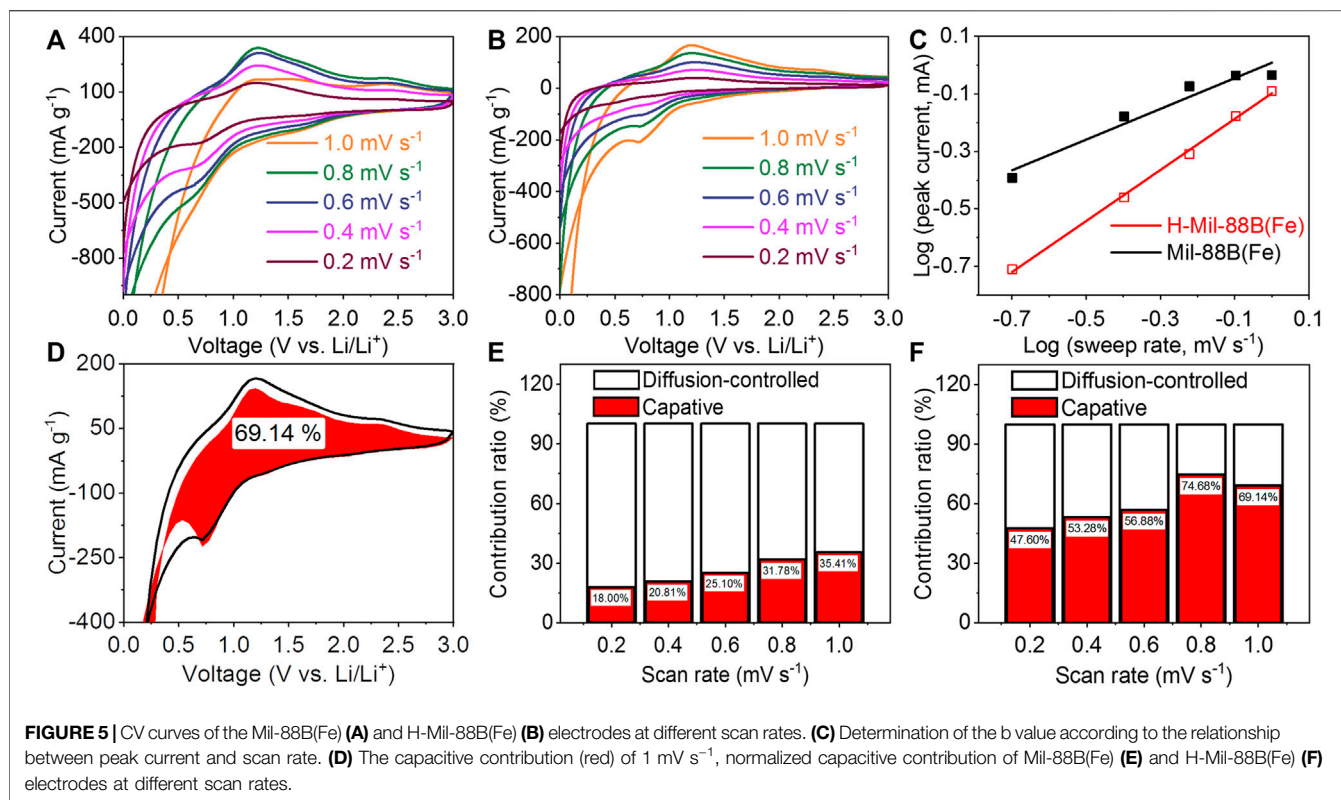 A
400
100
-200
-500
-800
Current (mA g⁻¹)
1.0 mV s⁻¹
0.8 mV s⁻¹
0.6 mV s⁻¹
0.4 mV s⁻¹
0.2 mV s⁻¹
0.0 0.5 1.0 1.5 2.0 2.5 3.0
Voltage (V vs. Li/Li⁺)
B
200
0
-200
-400
-600
-800
Current (mA g⁻¹)
1.0 mV s⁻¹
0.8 mV s⁻¹
0.6 mV s⁻¹
0.4 mV s⁻¹
0.2 mV s⁻¹
0.0 0.5 1.0 1.5 2.0 2.5 3.0
Voltage (V vs. Li/Li⁺)
C
0.1
-0.1
-0.3
-0.5
-0.7
Log (peak current, mA)
H-Mil-88B(Fe)
Mil-88B(Fe)
-0.7 -0.5 -0.3 -0.1 0.1
Log (sweep rate, mV s⁻¹)
D
200
50
-100
-250
-400
Current (mA g⁻¹)
69.14 %
0.0 0.5 1.0 1.5 2.0 2.5 3.0
Voltage (V vs. Li/Li⁺)
E
120
90
60
30
0
Contribution ratio (%)
Diffusion-controlled
Capative
18.00% 20.81% 25.10% 31.78% 35.41%
0.2 0.4 0.6 0.8 1.0
Scan rate (mV s⁻¹)
F
120
90
60
30
0
Contribution ratio (%)
Diffusion-controlled
Capative
47.60% 53.28% 56.88% 74.68% 69.14%
0.2 0.4 0.6 0.8 1.0
Scan rate (mV s⁻¹)
FIGURE 5 | CV curves of the Mil-88B(Fe) (A) and H-Mil-88B(Fe) (B) electrodes at different scan rates. (C) Determination of the b value according to the relationship
between peak current and scan rate. (D) The capacitive contribution (red) of 1 mV s⁻¹, normalized capacitive contribution of Mil-88B(Fe) (E) and H-Mil-88B(Fe) (F)
electrodes at different scan rates.